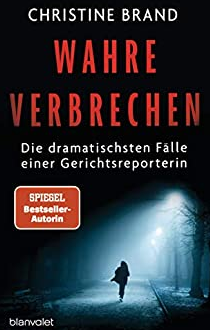 CHRISTINE BRAND
WAHRE
VERBRECHEN
Die dramatischsten Fälle
einer Gerichtsreporterin
SPIEGEL
Bestseller-
Autorin
blanvalet